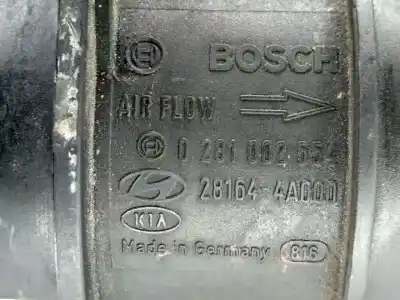 BOSCH
AIR FLOW
0 281 002 554
28164-4A000
KIA
Made in Germany 816